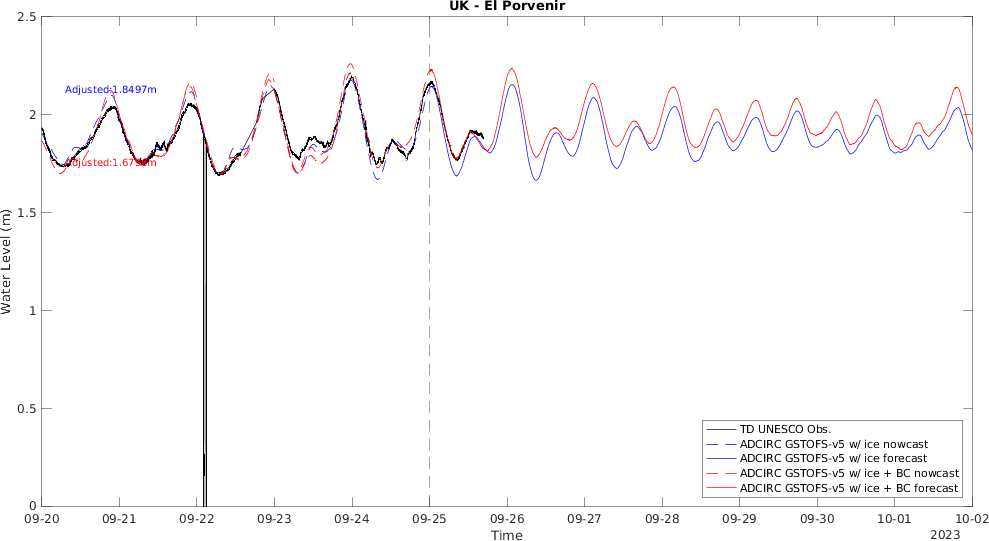 UK - El Porvenir
2.5
2
1.5
1
0.5
0
Water Level (m)
Adjusted:1.8497m
09-20
09-21
09-22
09-23
09-24
09-25
09-26
09-27
09-28
09-29
09-30
10-01
10-02
Time
2023
TD UNESCO Obs.
ADCIRC GSTOFS-v5 w/ ice nowcast
ADCIRC GSTOFS-v5 w/ ice forecast
ADCIRC GSTOFS-v5 w/ ice + BC nowcast
ADCIRC GSTOFS-v5 w/ ice + BC forecast